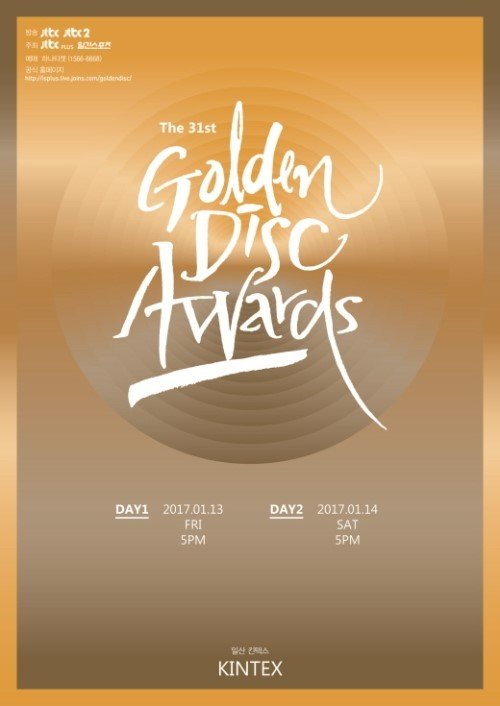 방송 jtbc jtbc 2
주최 jtbc PLUS 일간스포츠
예매 하나티켓 (1566-6668)
공식 홈페이지
http://isplus.live.joins.com/goldendisc/
The 31st
Golden
Disc
Awards
DAY1 2017.01.13 DAY2 2017.01.14
FRI SAT
5PM 5PM
일산 킨텍스
KINTEX